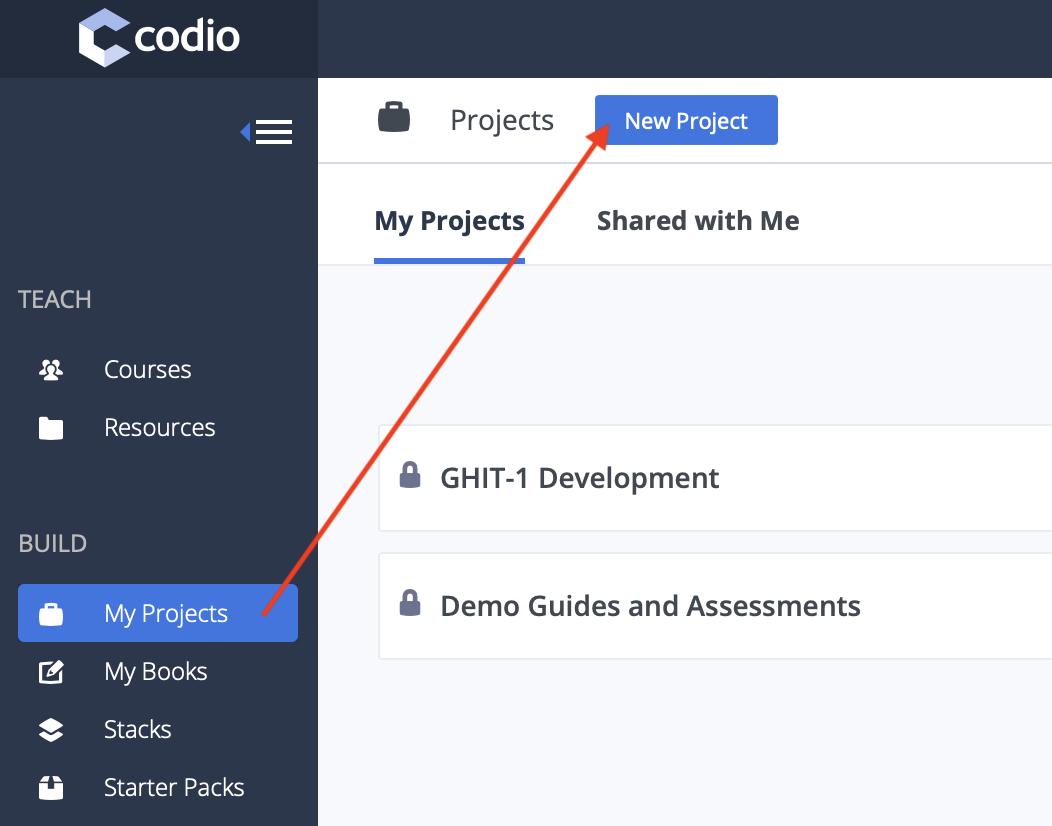 codio
Projects
New Project
My Projects
Shared with Me
TEACH
Courses
Resources
BUILD
My Projects
My Books
Stacks
Starter Packs
GHIT-1 Development
Demo Guides and Assessments